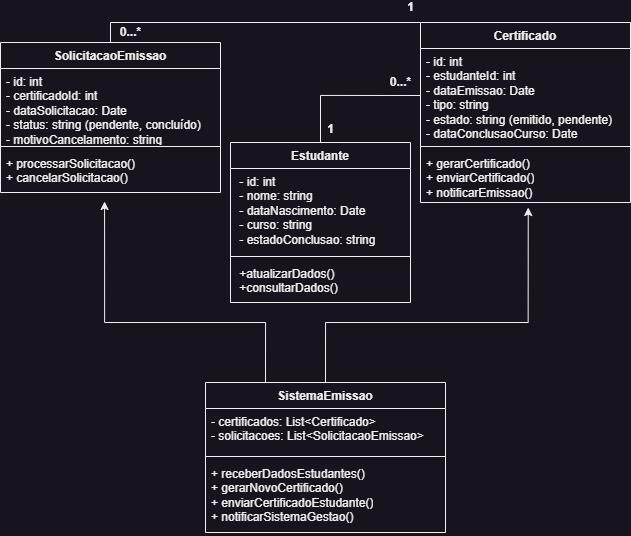 1
0...*
SolicitacaoEmissao
- id: int
- certificadoId: int
- dataSolicitacao: Date
- status: string (pendente, concluído)
- motivoCancelamento: string
+ processarSolicitacao()
+ cancelarSolicitacao()
Certificado
- id: int
- estudanteId: int
- dataEmissao: Date
- tipo: string
- estado: string (emitido, pendente)
- dataConclusaoCurso: Date
+ gerarCertificado()
+ enviarCertificado()
+ notificarEmissao()
0...*
1
Estudante
- id: int
- nome: string
- dataNascimento: Date
- curso: string
- estadoConclusao: string
+atualizarDados()
+consultarDados()
SistemaEmissao
- certificados: List<Certificado>
- solicitacoes: List<SolicitacaoEmissao>
+ receberDadosEstudantes()
+ gerarNovoCertificado()
+ enviarCertificadoEstudante()
+ notificarSistemaGestao()